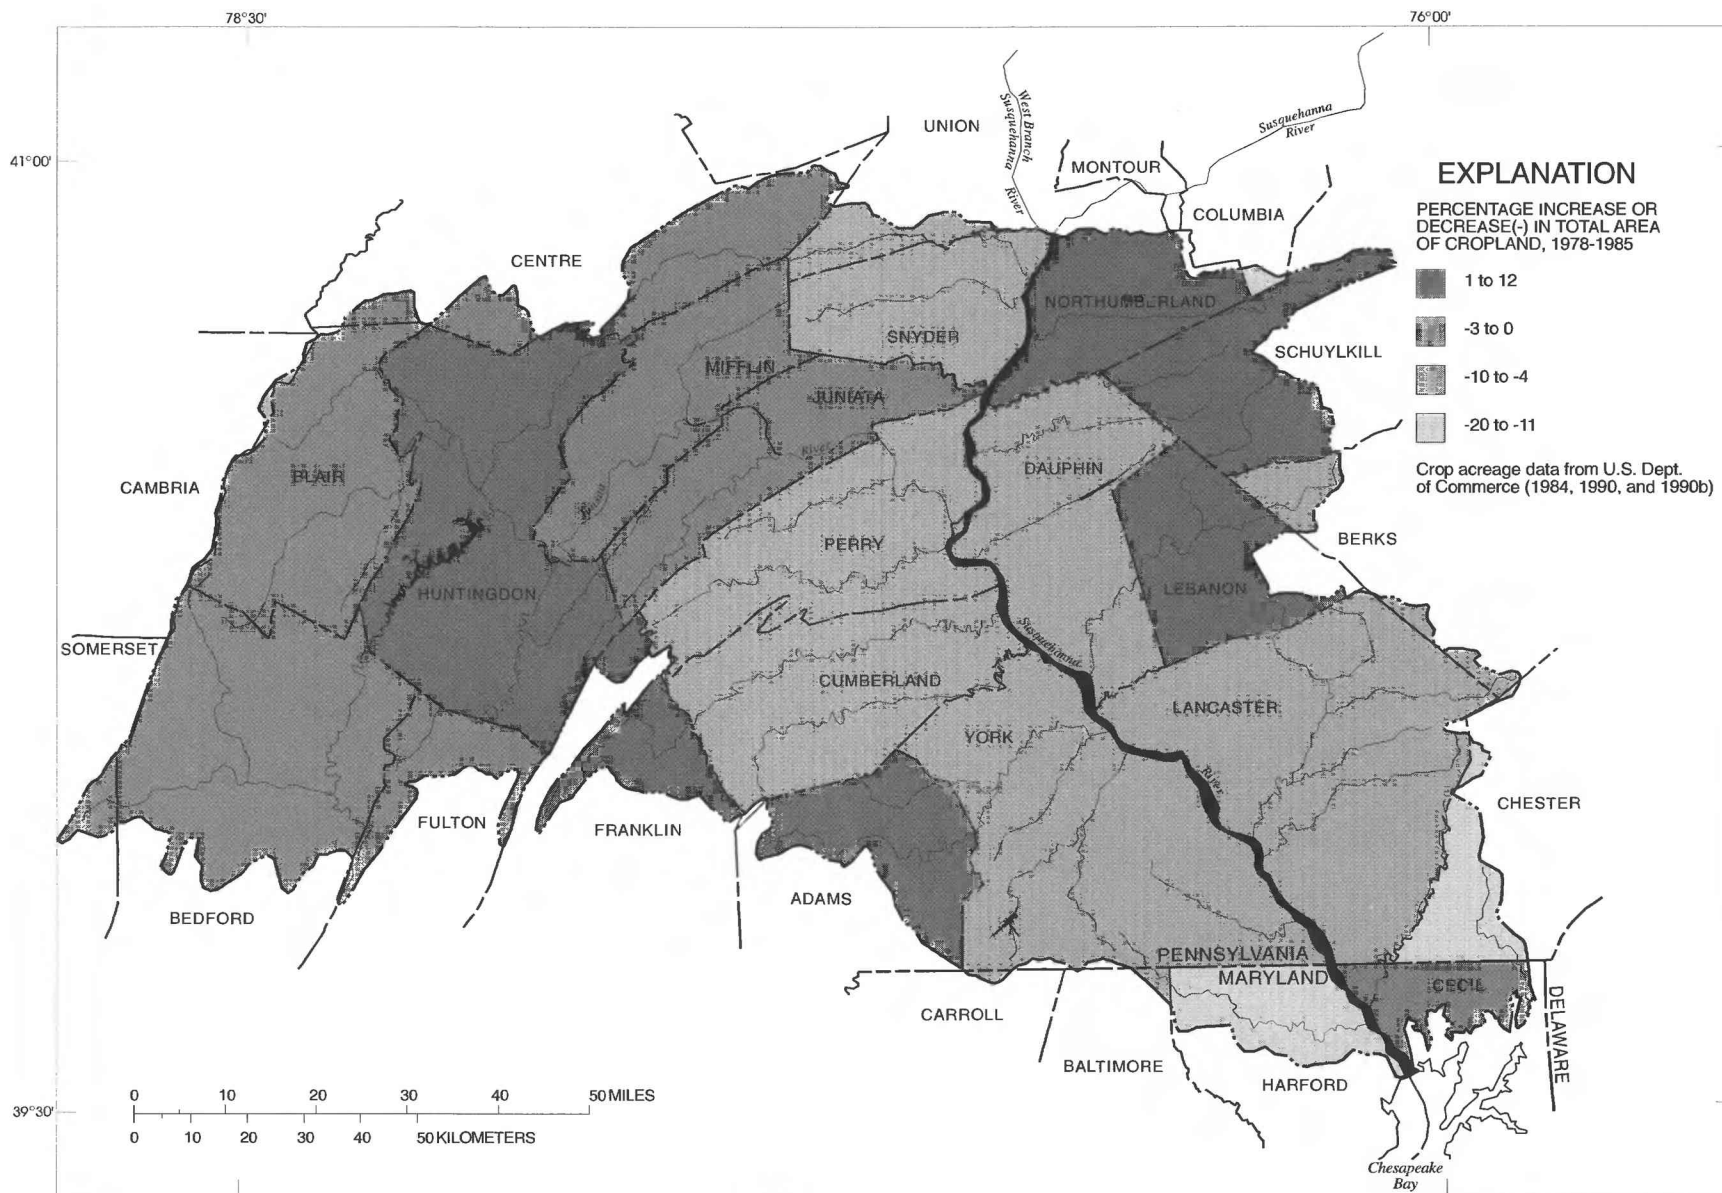 78°30'
76°00'
41°00'
39°30'
UNION
West Branch
Susquehanna
River
Susquehanna
River
MONTOUR
COLUMBIA
CENTRE
NORTHUMBERLAND
SNYDER
SCHUYLKILL
MIFFLIN
JUNIATA
River
Juniata
DAUPHIN
BLAIR
CAMBRIA
PERRY
BERKS
HUNTINGDON
LEBANON
SOMERSET
Susquehanna
River
CUMBERLAND
LANCASTER
YORK
CHESTER
FULTON
FRANKLIN
ADAMS
BEDFORD
PENNSYLVANIA
MARYLAND
CECIL
DELAWARE
CARROLL
BALTIMORE
HARFORD
Chesapeake
Bay
EXPLANATION
PERCENTAGE INCREASE OR
DECREASE(-) IN TOTAL AREA
OF CROPLAND, 1978-1985
1 to 12
-3 to 0
-10 to -4
-20 to -11
Crop acreage data from U.S. Dept.
of Commerce (1984, 1990, and 1990b)
0 10 20 30 40 50 MILES
0 10 20 30 40 50 KILOMETERS